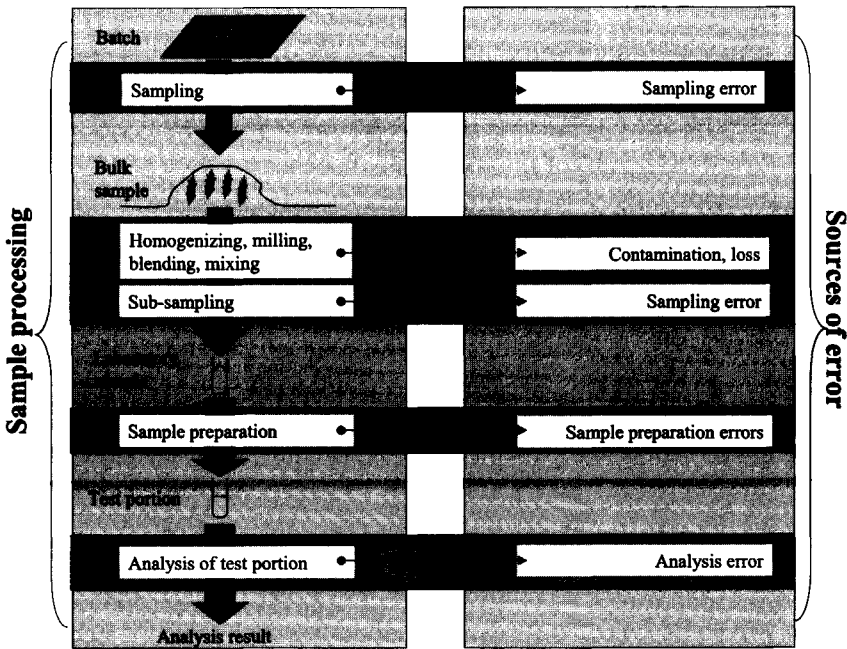 Batch
Sampling
Sampling error
Bulk
sample
Homogenizing, milling,
blending, mixing
Contamination, loss
Sub-sampling
Sampling error
Sample preparation
Sample preparation errors
Test portion
Analysis of test portion
Analysis error
Analysis result
Sample processing
Sources of error